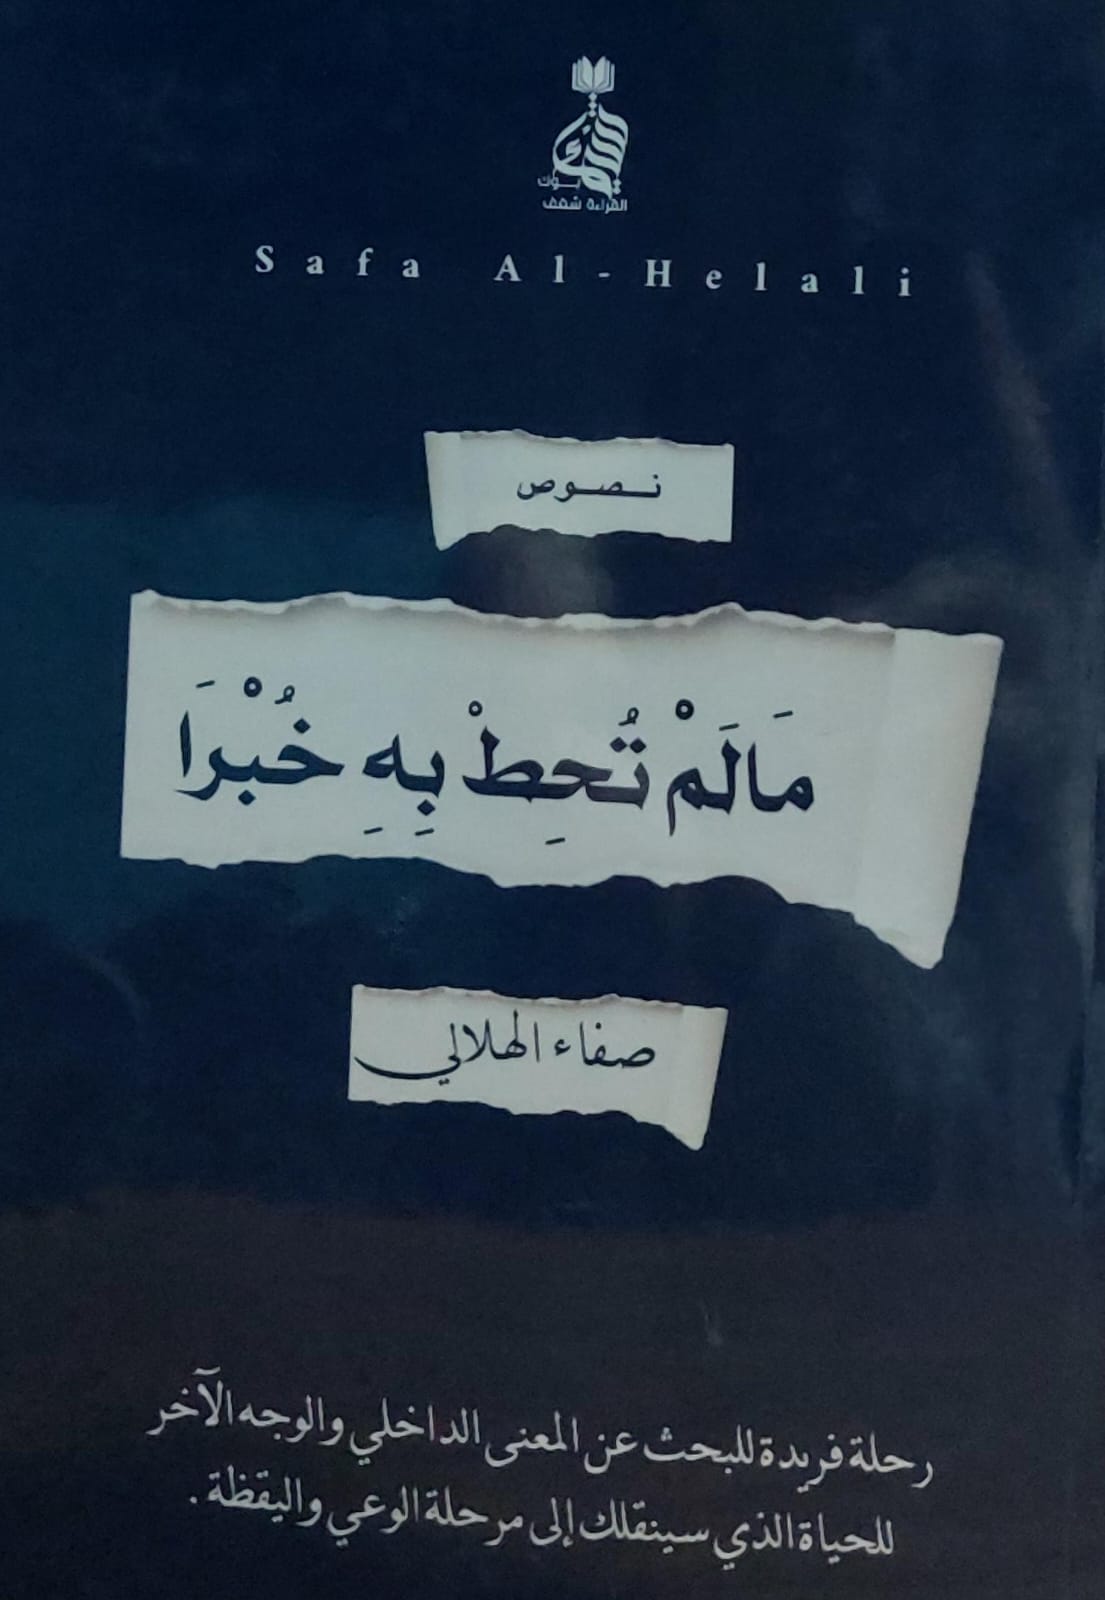 بوك
القراءة شغف
Safa Al-Helali
نصوص
مَالَمْ تُحِطْ بِهِ خُبْرَا
صفاء الهلالي
رحلة فريدة للبحث عن المعنى الداخلي والوجه الآخر
للحياة الذي سينقلك إلى مرحلة الوعي واليقظة .